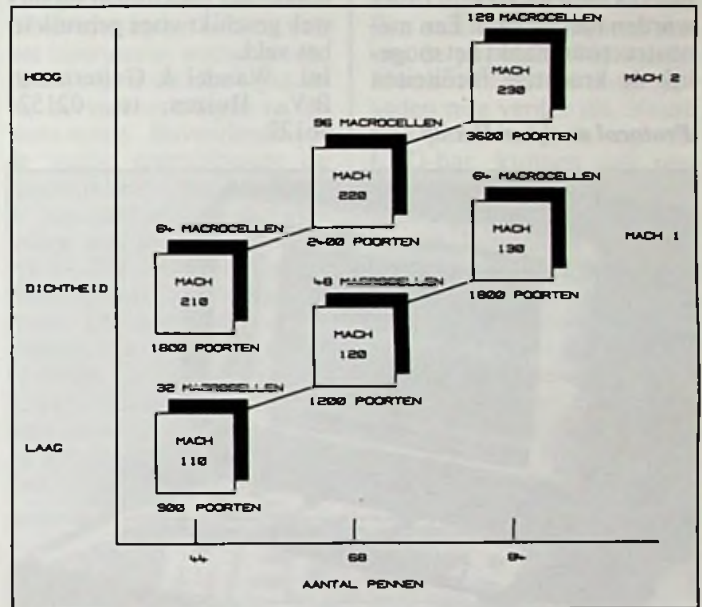 128 MACROCELLEN
HOOG
MACH
230
MACH 2
3600 POORTEN
96 MACROCELLEN
MACH
220
2400 POORTEN
64 MACROCELLEN
MACH
130
MACH 1
1800 POORTEN
64 MACROCELLEN
MACH
210
DICHTHEID
1800 POORTEN
48 MACROCELLEN
MACH
120
1200 POORTEN
32 MACROCELLEN
MACH
110
LAAG
900 POORTEN
44
68
84
AANTAL PENNEN